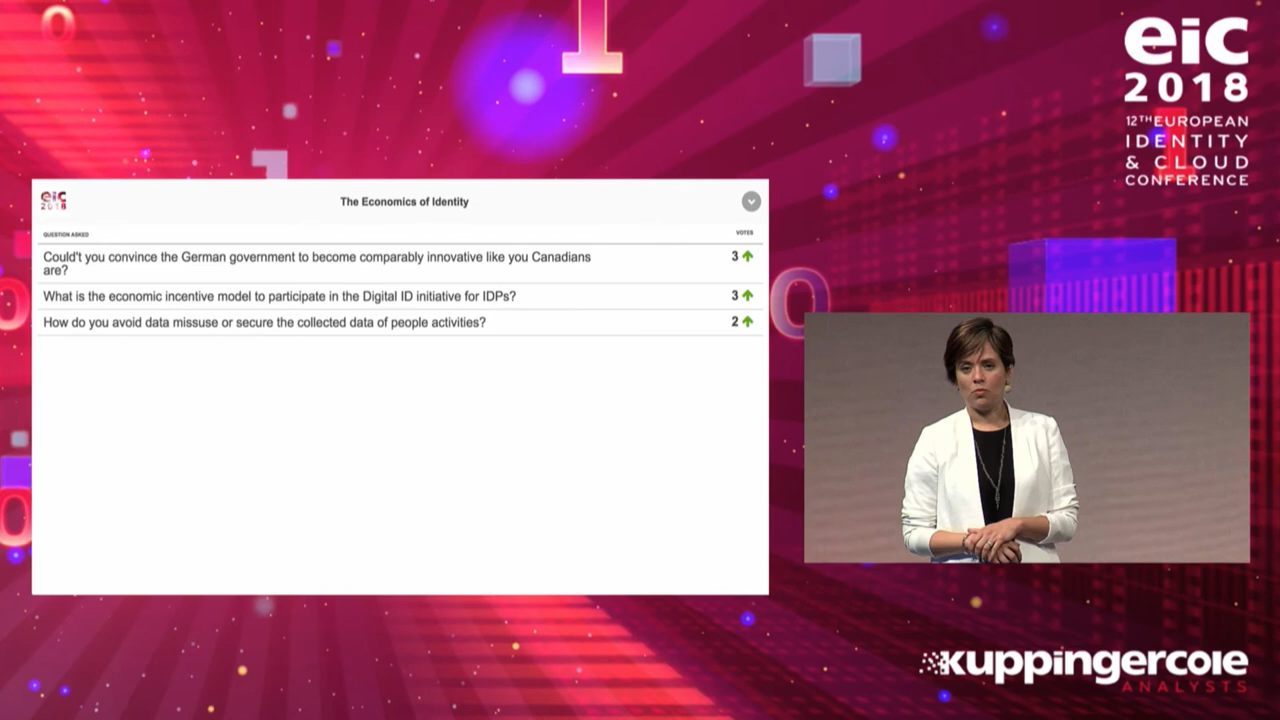 eic
2018
12THEUROPEAN
IDENTITY
& CLOUD
CONFERENCE
eic
2018
The Economics of Identity
QUESTION ASKED
VOTES
Could't you convince the German government to become comparably innovative like you Canadians
are?
3
What is the economic incentive model to participate in the Digital ID initiative for IDPs?
3
How do you avoid data missuse or secure the collected data of people activities?
2
kuppingercole
ANALYSTS